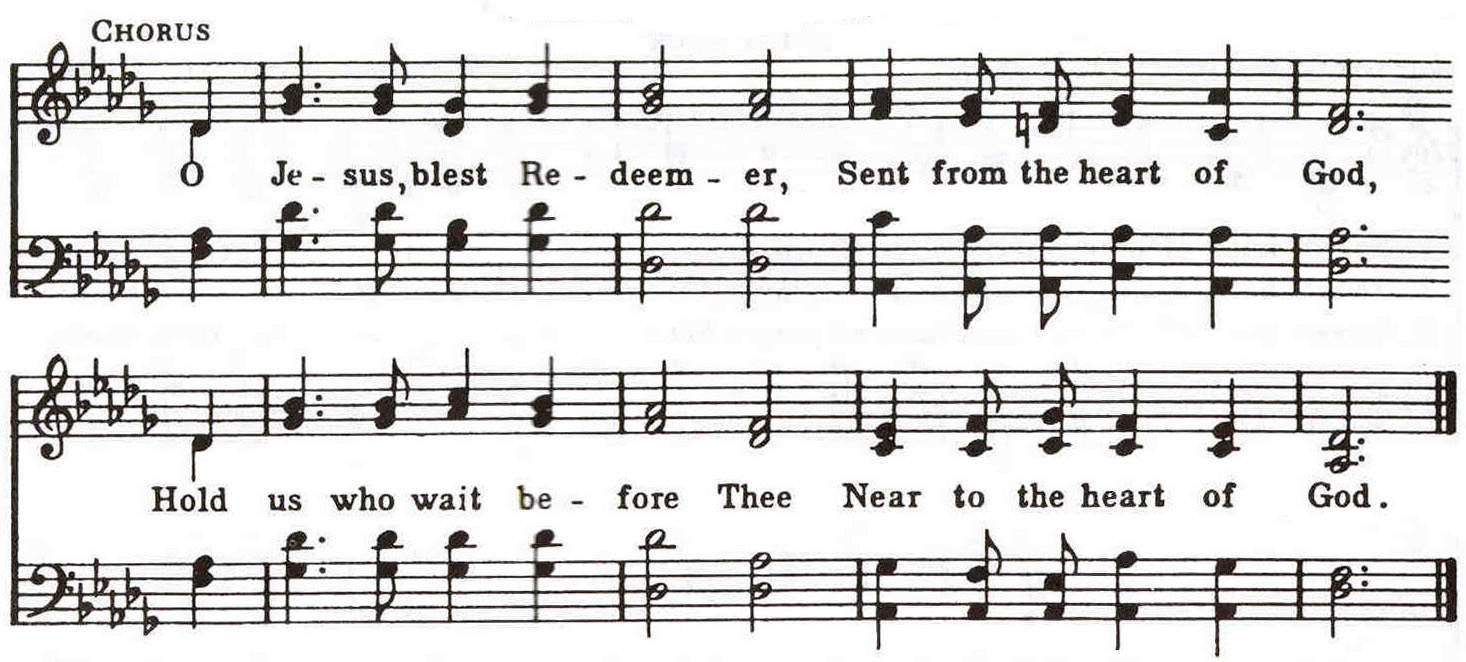 CHORUS
O Je - sus, blest Re - deem - er, Sent from the heart of God,
Hold us who wait be - fore Thee Near to the heart of God.